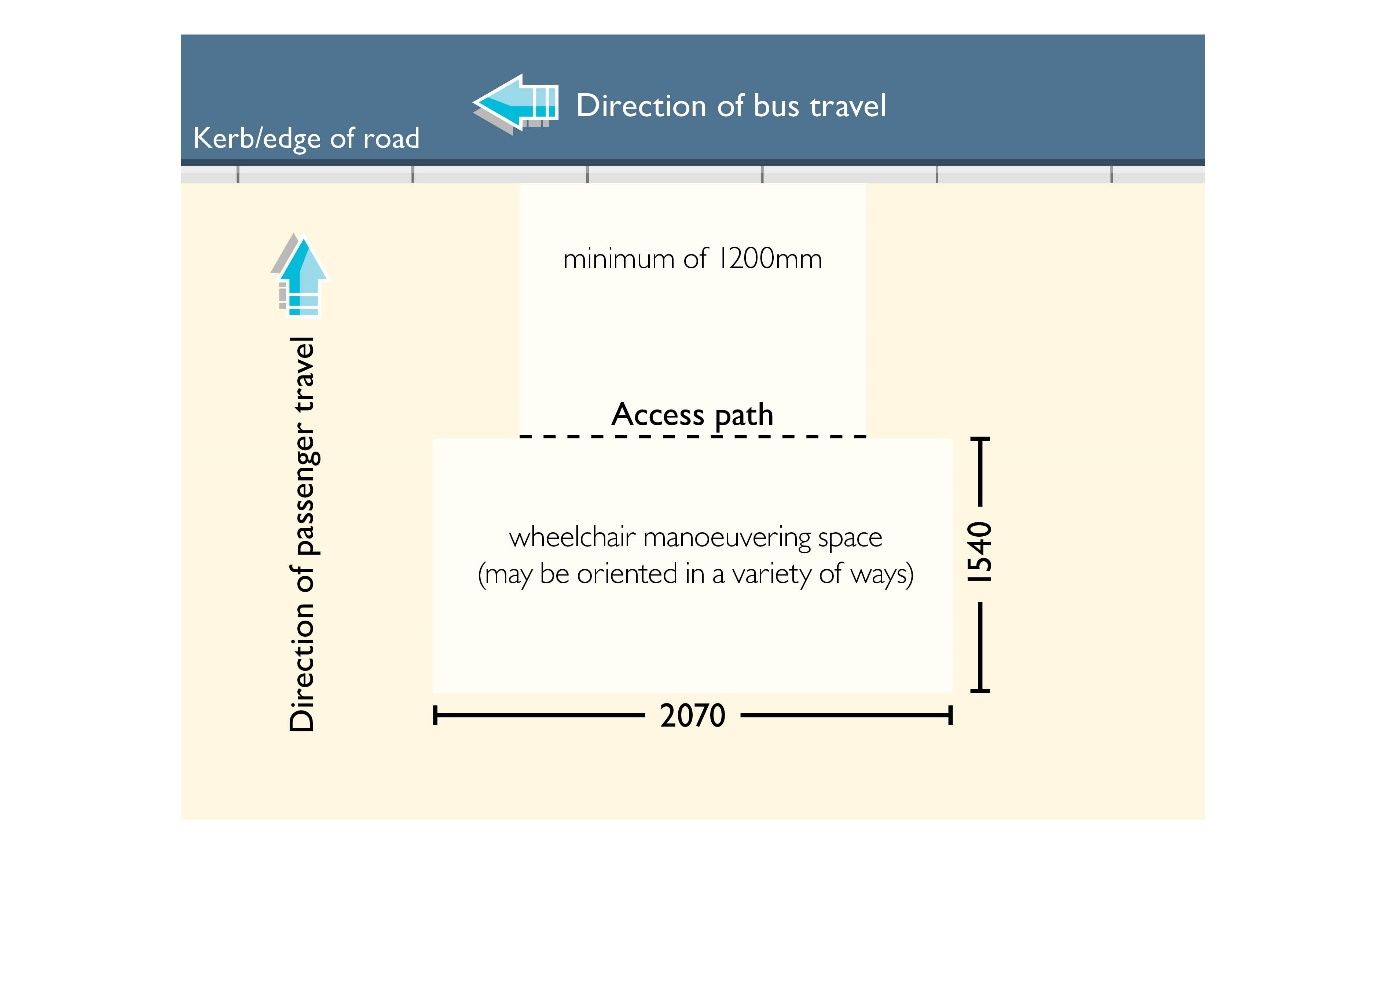 Direction of bus travel
Kerb/edge of road
minimum of 1200mm
Direction of passenger travel
Access path
wheelchair manoeuvering space
(may be oriented in a variety of ways)
1540
2070